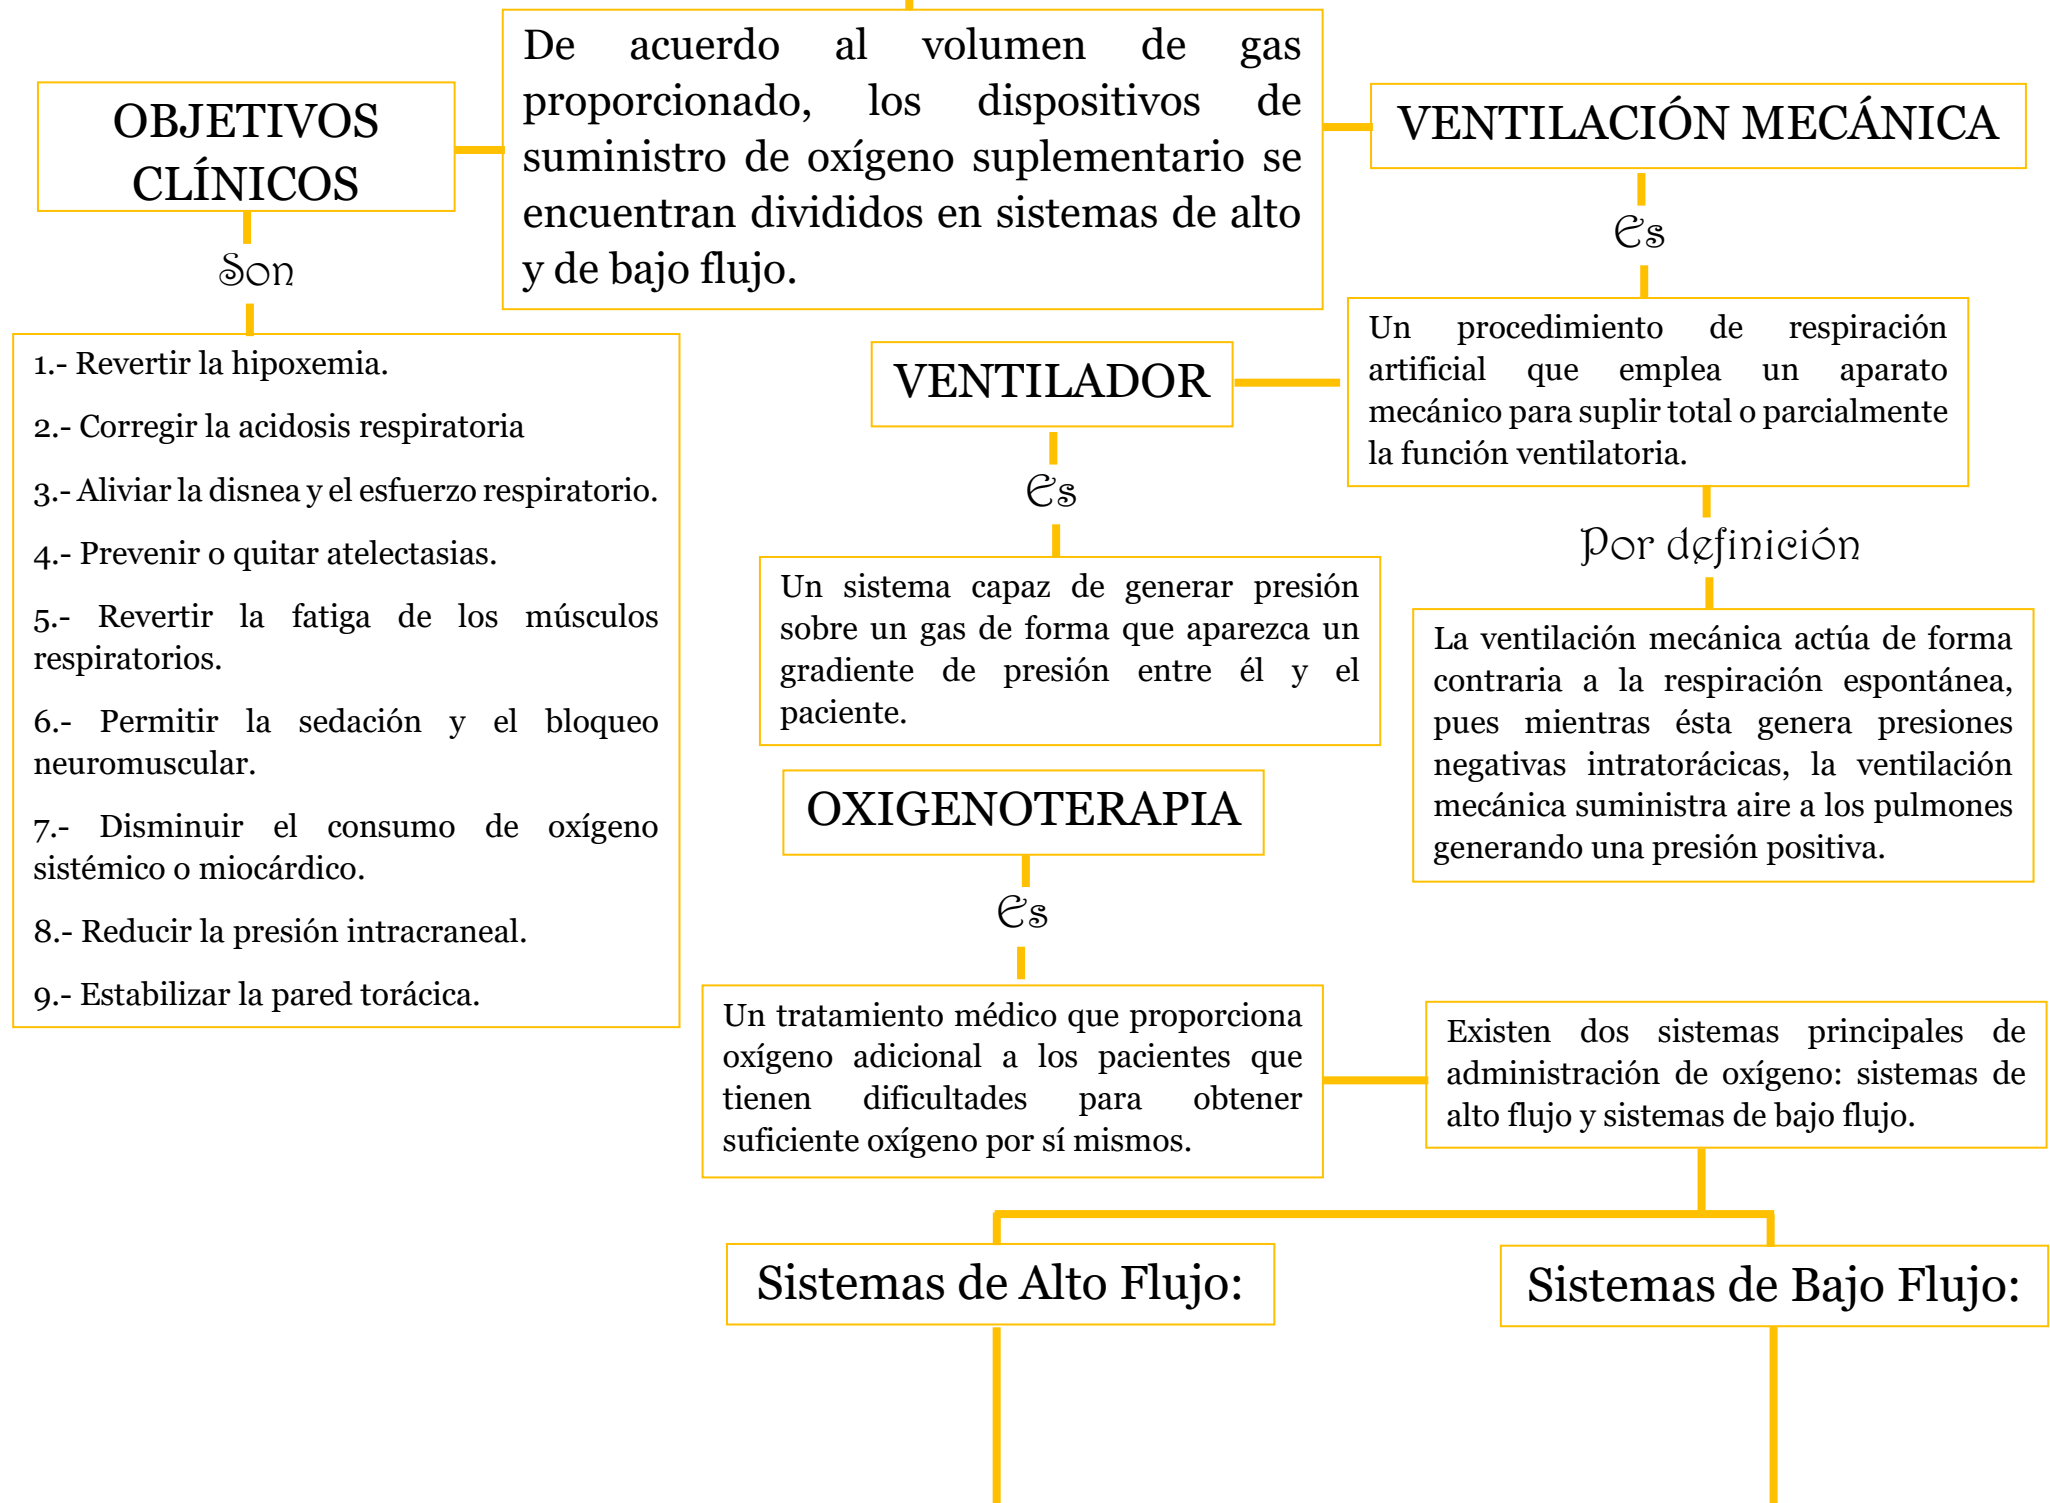 De acuerdo al volumen de gas
proporcionado, los dispositivos de
suministro de oxígeno suplementario se
encuentran divididos en sistemas de alto
y de bajo flujo.
OBJETIVOS
CLÍNICOS
Son
1.- Revertir la hipoxemia.
2.- Corregir la acidosis respiratoria
3.- Aliviar la disnea y el esfuerzo respiratorio.
4.- Prevenir o quitar atelectasias.
5.- Revertir la fatiga de los músculos
respiratorios.
6.- Permitir la sedación y el bloqueo
neuromuscular.
7.- Disminuir el consumo de oxígeno
sistémico o miocárdico.
8.- Reducir la presión intracraneal.
9.- Estabilizar la pared torácica.
VENTILACIÓN MECÁNICA
Es
Un procedimiento de respiración
artificial que emplea un aparato
mecánico para suplir total o parcialmente
la función ventilatoria.
Por definición
La ventilación mecánica actúa de forma
contraria a la respiración espontánea,
pues mientras ésta genera presiones
negativas intratorácicas, la ventilación
mecánica suministra aire a los pulmones
generando una presión positiva.
VENTILADOR
Es
Un sistema capaz de generar presión
sobre un gas de forma que aparezca un
gradiente de presión entre él y el
paciente.
OXIGENOTERAPIA
Es
Un tratamiento médico que proporciona
oxígeno adicional a los pacientes que
tienen dificultades para obtener
suficiente oxígeno por sí mismos.
Existen dos sistemas principales de
administración de oxígeno: sistemas de
alto flujo y sistemas de bajo flujo.
Sistemas de Alto Flujo:
Sistemas de Bajo Flujo: